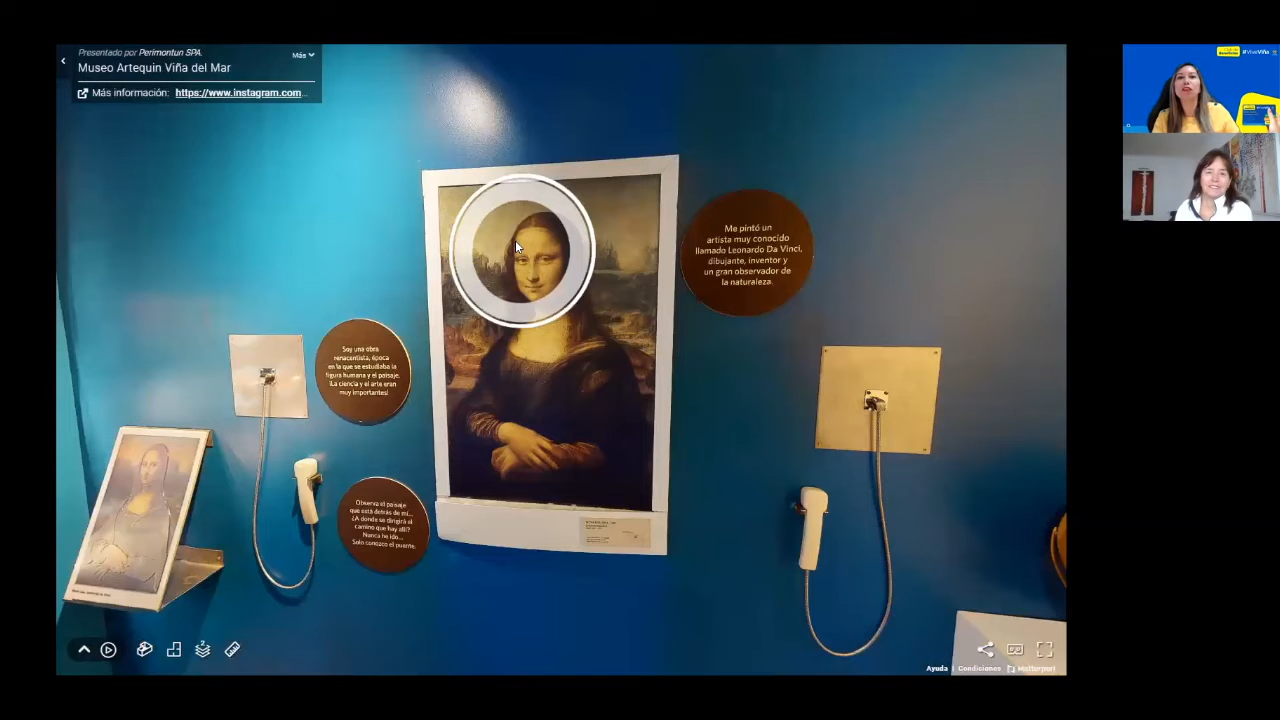 Presentado por Perimontun SPA.
Museo Artequin Viña del Mar
Más
Más información: https://www.instagram.com...
#ViveViña
Me pintó un
artista muy conocido
llamado Leonardo Da Vinci,
dibujante, inventor y
un gran observador de
la naturaleza.
Soy una obra
renacentista, época
en la que se estudiaba la
figura humana y el paisaje.
¡La ciencia y el arte eran
muy importantes!
Observa el paisaje
que está detrás de mí...
¿A dónde se dirigirá el
camino que hay allí?
Nunca he ido...
Solo conozco el puente.
2
Ayuda
Condiciones
Matterport